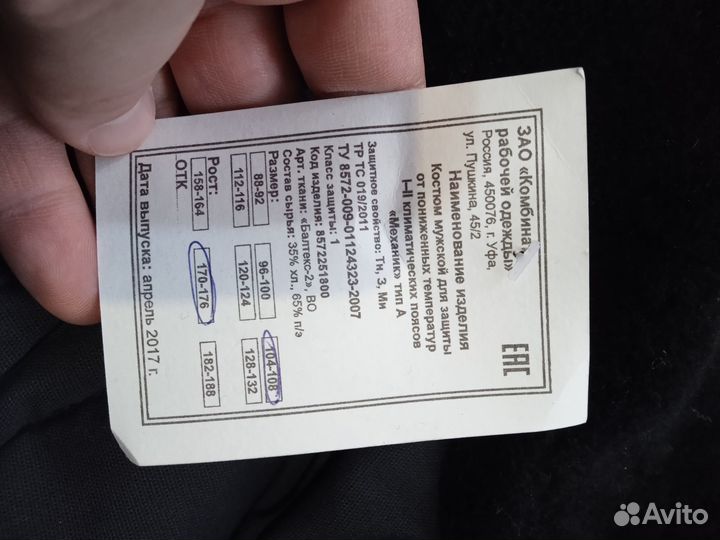 ЗАО «Комбинат
рабочей одежды»
Россия, 450076, г. Уфа,
ул. Пушкина, 45/2
EAC
Наименование изделия
Костюм мужской для защиты
от пониженных температур
I-II климатических поясов
«Механик» тип А
Защитное свойство: Тн, З, Ми
ТР ТС 019/2011
ТУ 8572-009-01124323-2007
Класс защиты: 1
Код изделия: 8572251800
Арт. ткани: «Балтекс-2», ВО
Состав сырья: 35% хл., 65% п/э
Размер:
88-92 96-100 104-108
112-116 120-124 128-132
Рост:
158-164 170-176 182-188
ОТК
Дата выпуска: апрель 2017 г.
Avito